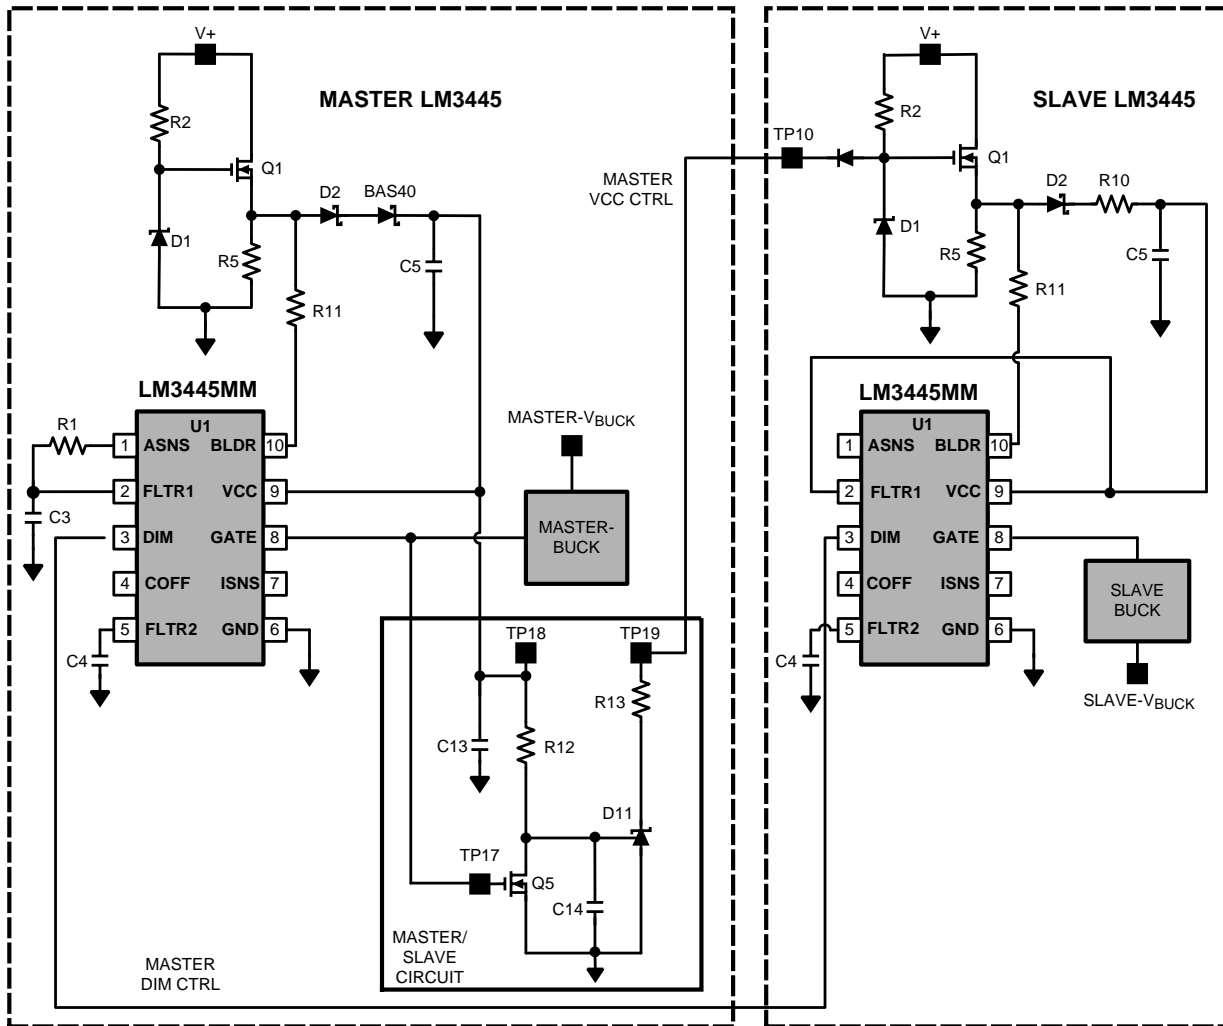 V+
V+
MASTER LM3445
SLAVE LM3445
R2
R2
TP10
Q1
Q1
MASTER
VCC CTRL
D2
BAS40
D2
R10
D1
D1
R5
C5
R5
C5
R11
R11
LM3445MM
LM3445MM
R1
U1
1
ASNS
BLDR
10
2
FLTR1
VCC
9
C3
3
DIM
GATE
8
4
COFF
ISNS
7
5
FLTR2
GND
6
C4
MASTER-VBUCK
MASTER-
BUCK
U1
1
ASNS
BLDR
10
2
FLTR1
VCC
9
3
DIM
GATE
8
4
COFF
ISNS
7
5
FLTR2
GND
6
C4
SLAVE
BUCK
SLAVE-VBUCK
TP18
TP19
R13
C13
R12
D11
TP17
Q5
C14
MASTER/
SLAVE
CIRCUIT
MASTER
DIM CTRL